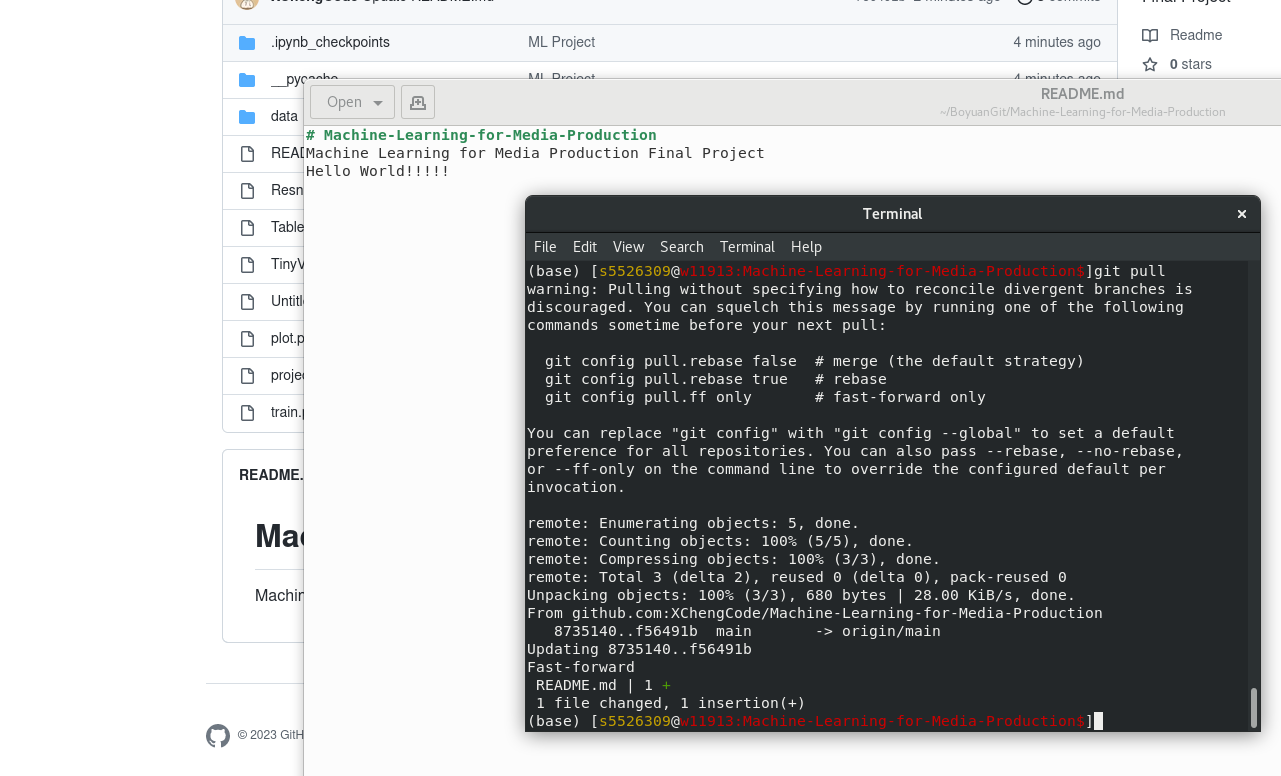 .ipynb_checkpoints ML Project 4 minutes ago
Final Project
Readme
0 stars
ML Project 4 minutes ago
data
Open
README.md
~/BoyuanGit/Machine-Learning-for-Media-Production
# Machine-Learning-for-Media-Production
Machine Learning for Media Production Final Project
Hello World!!!!!
READ
Resn
Table
TinyV
Untitl
plot.p
projec
train.p
README.
Mac
Machin
© 2023 GitH
Terminal
File Edit View Search Terminal Help
(base) [s5526309@w11913:Machine-Learning-for-Media-Production$]git pull
warning: Pulling without specifying how to reconcile divergent branches is
discouraged. You can squelch this message by running one of the following
commands sometime before your next pull:
git config pull.rebase false  # merge (the default strategy)
git config pull.rebase true   # rebase
git config pull.ff only       # fast-forward only
You can replace "git config" with "git config --global" to set a default
preference for all repositories. You can also pass --rebase, --no-rebase,
or --ff-only on the command line to override the configured default per
invocation.
remote: Enumerating objects: 5, done.
remote: Counting objects: 100% (5/5), done.
remote: Compressing objects: 100% (3/3), done.
remote: Total 3 (delta 2), reused 0 (delta 0), pack-reused 0
Unpacking objects: 100% (3/3), 680 bytes | 28.00 KiB/s, done.
From github.com:XChengCode/Machine-Learning-for-Media-Production
8735140..f56491b  main       -> origin/main
Updating 8735140..f56491b
Fast-forward
README.md | 1 +
1 file changed, 1 insertion(+)
(base) [s5526309@w11913:Machine-Learning-for-Media-Production$]